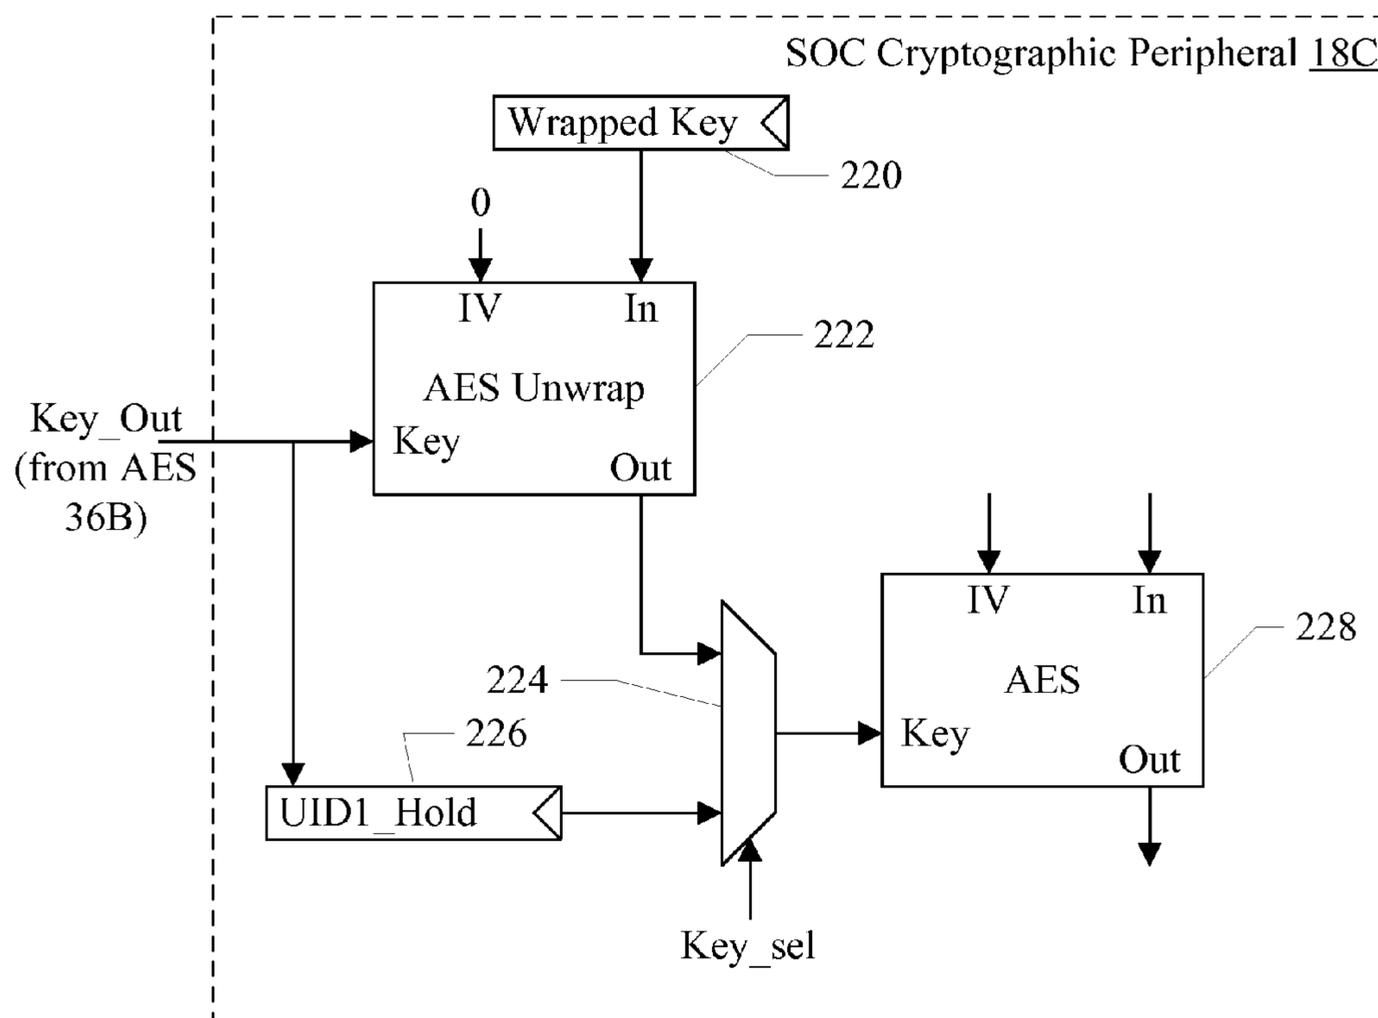 SOC Cryptographic Peripheral 18C
Wrapped Key
220
0
IV
In
222
AES Unwrap
Key_Out
(from AES
36B)
Key
Out
IV
In
228
224
AES
226
Key
Out
UID1_Hold
Key_sel